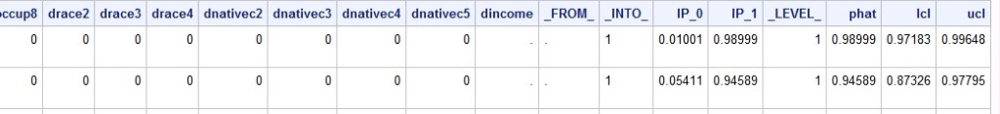 occup8 drace2 drace3 drace4 dnativec2 dnativec3 dnativec4 dnativec5 dincome _FROM_ _INTO_ IP_0 IP_1 _LEVEL_ phat lcl ucl
0 0 0 0 0 0 0 0 . . 1 0.01001 0.98999 1 0.98999 0.97183 0.99648
0 0 0 0 0 0 0 0 . . 1 0.05411 0.94589 1 0.94589 0.87326 0.97795